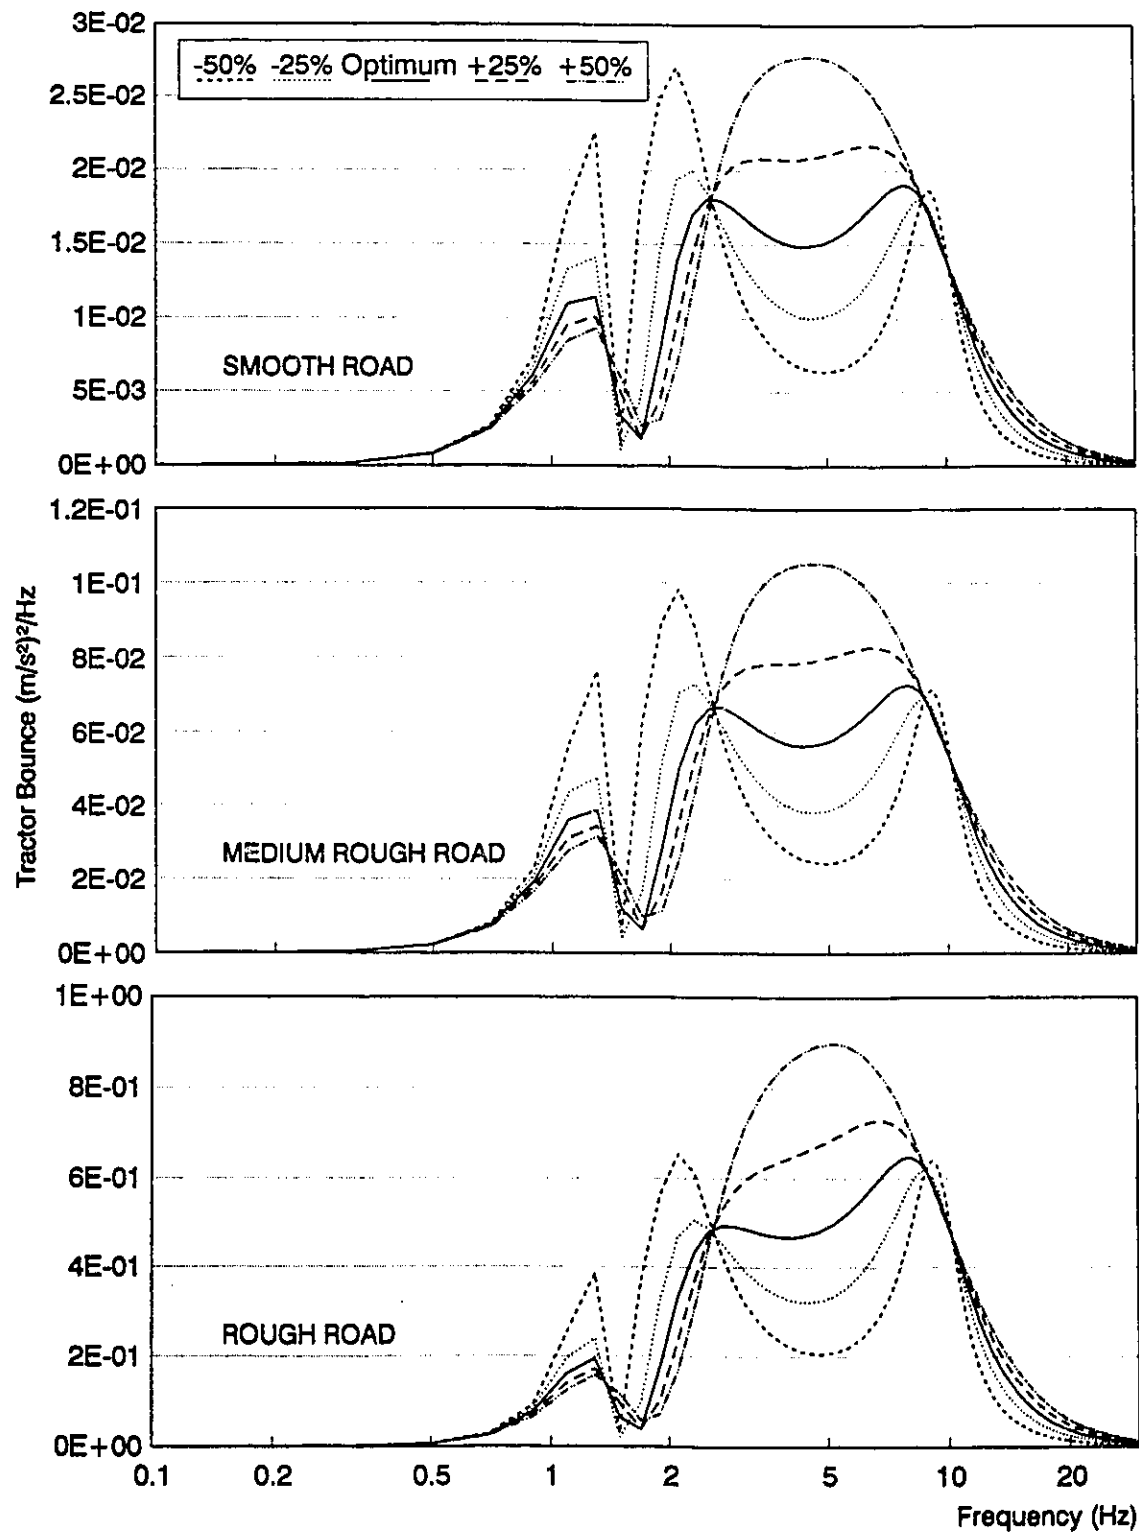 3E-02
-50% -25% Optimum +25% +50%
2.5E-02
2E-02
1.5E-02
1E-02
SMOOTH ROAD
5E-03
0E+00
1.2E-01
1E-01
8E-02
6E-02
4E-02
MEDIUM ROUGH ROAD
2E-02
0E+00
Tractor Bounce (m/s²)²/Hz
1E+00
8E-01
6E-01
4E-01
ROUGH ROAD
2E-01
0E+00
0.1 0.2 0.5 1 2 5 10 20
Frequency (Hz)